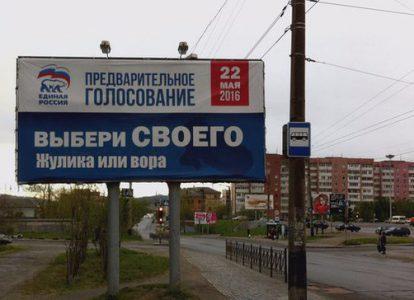 ЕДИНАЯ
РОССИЯ
ПРЕДВАРИТЕЛЬНОЕ
ГОЛОСОВАНИЕ
22
МАЯ
2016
ВЫБЕРИ СВОЕГО
Жулика или вора